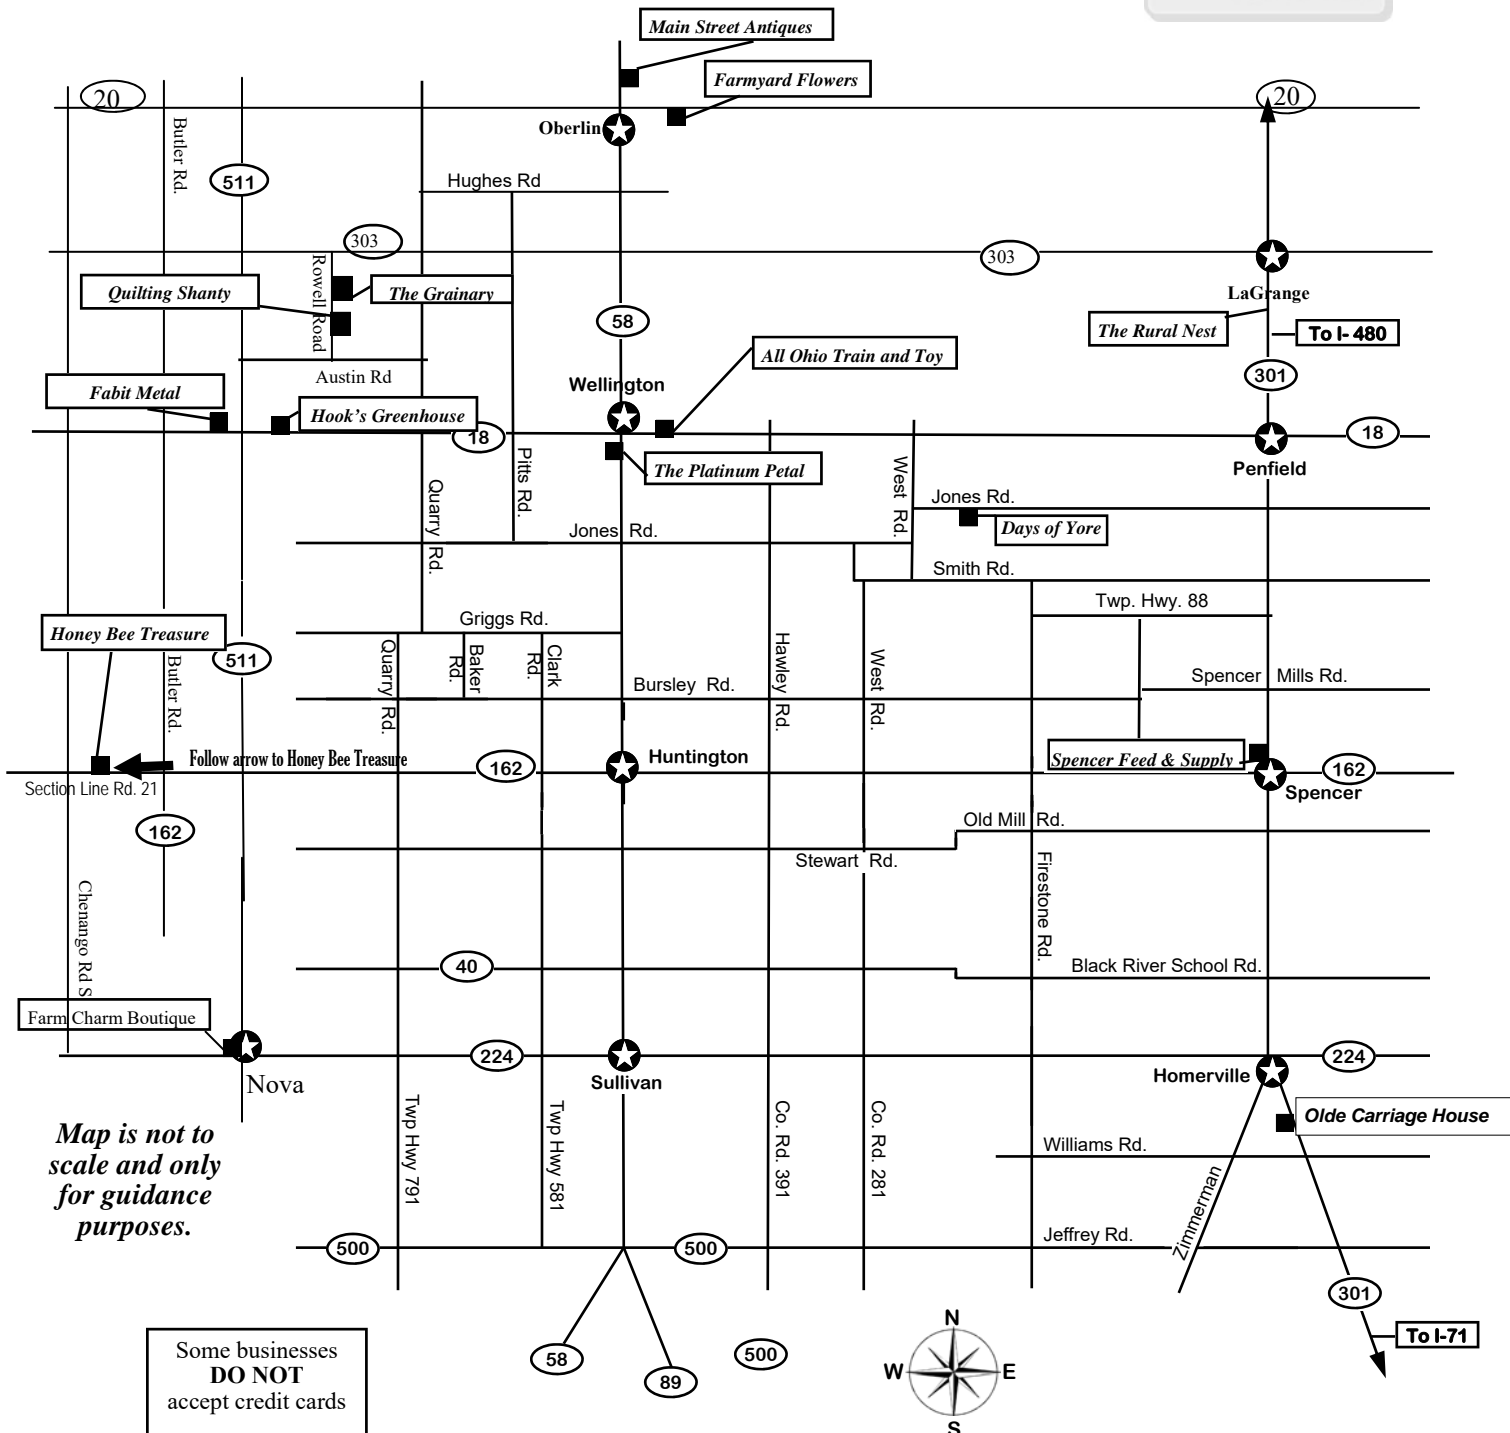 Main Street Antiques
Farmyard Flowers
20
20
Oberlin
Butler Rd.
511
Hughes Rd
303
303
Rowell Road
Quilting Shanty
The Grainary
LaGrange
The Rural Nest
To I- 480
58
All Ohio Train and Toy
Austin Rd
Wellington
301
Fabit Metal
Hook's Greenhouse
18
18
The Platinum Petal
Penfield
Pitts Rd.
West Rd.
Quarry Rd.
Jones Rd.
Days of Yore
Jones Rd.
Smith Rd.
Twp. Hwy. 88
Griggs Rd.
Honey Bee Treasure
511
Butler Rd.
Quarry Rd.
Baker Rd.
Clark Rd.
Hawley Rd.
West Rd.
Bursley Rd.
Spencer Mills Rd.
Follow arrow to Honey Bee Treasure
162
Huntington
Spencer Feed & Supply
162
Section Line Rd. 21
Spencer
162
Old Mill Rd.
Stewart Rd.
Firestone Rd.
Chenango Rd S
40
Black River School Rd.
Farm Charm Boutique
224
224
Nova
Sullivan
Homerville
Twp Hwy 791
Twp Hwy 581
Co. Rd. 391
Co. Rd. 281
Olde Carriage House
Williams Rd.
Map is not to
scale and only
for guidance
purposes.
Zimmerman
500
500
Jeffrey Rd.
301
To I-71
58
89
500
N
W
E
S
Some businesses
DO NOT
accept credit cards